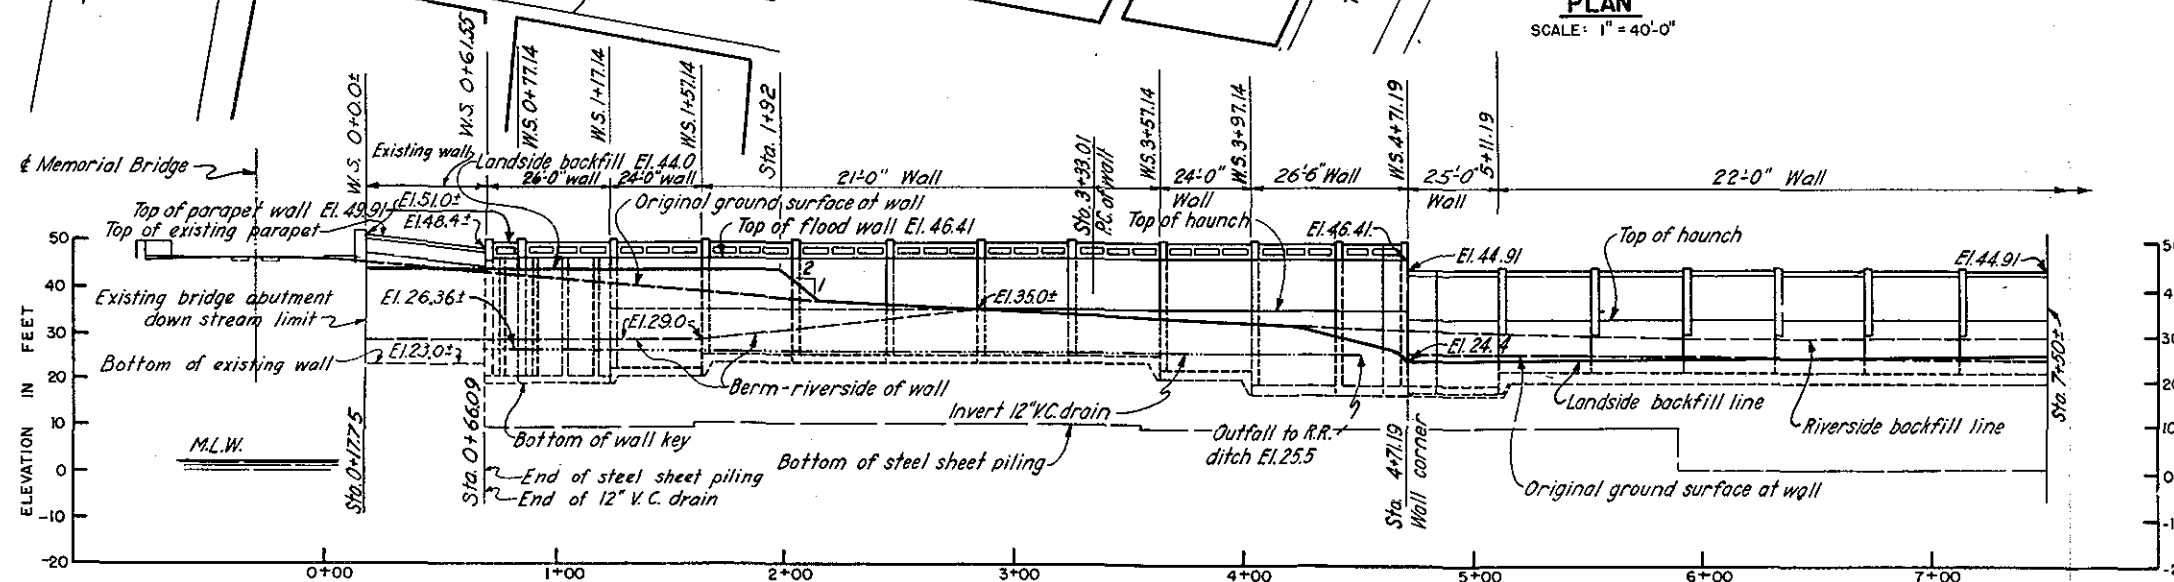 PLAN
SCALE: 1" = 40'-0"
W.S. 0+0.0±
W.S. 0+61.55
W.S. 0+77.14
W.S. 1+17.14
W.S. 1+57.14
Sta. 1+92
Sta. 3+33.01
P.C. of wall
W.S. 3+57.14
W.S. 3+97.14
W.S. 4+71.19
5+11.19
₵ Memorial Bridge
Existing wall
Landside backfill El. 44.0
26'-0" wall
24'-0" wall
21'-0" Wall
24'-0" Wall
26'-6" Wall
25'-0" Wall
22'-0" Wall
Top of parapet wall El. 49.91
El. 51.0±
Top of existing parapet
El. 48.4±
Original ground surface at wall
Top of flood wall El. 46.41
Top of haunch
El. 46.41
El. 44.91
Top of haunch
El. 44.91
2
1
Existing bridge abutment
down stream limit
El. 26.36±
El. 29.0
El. 35.0±
El. 24.4
Bottom of existing wall
El. 23.0±
Berm-riverside of wall
Invert 12" V.C. drain
Landside backfill line
Riverside backfill line
Bottom of wall key
Bottom of steel sheet piling
Outfall to R.R.
ditch El. 25.5
Original ground surface at wall
M.L.W.
End of steel sheet piling
End of 12" V.C. drain
Sta. 0+17.75
Sta. 0+66.09
Sta. 4+71.19
Wall corner
Sta. 7+50±
ELEVATION IN FEET
50
40
30
20
10
0
-10
-20
0+00
1+00
2+00
3+00
4+00
5+00
6+00
7+00